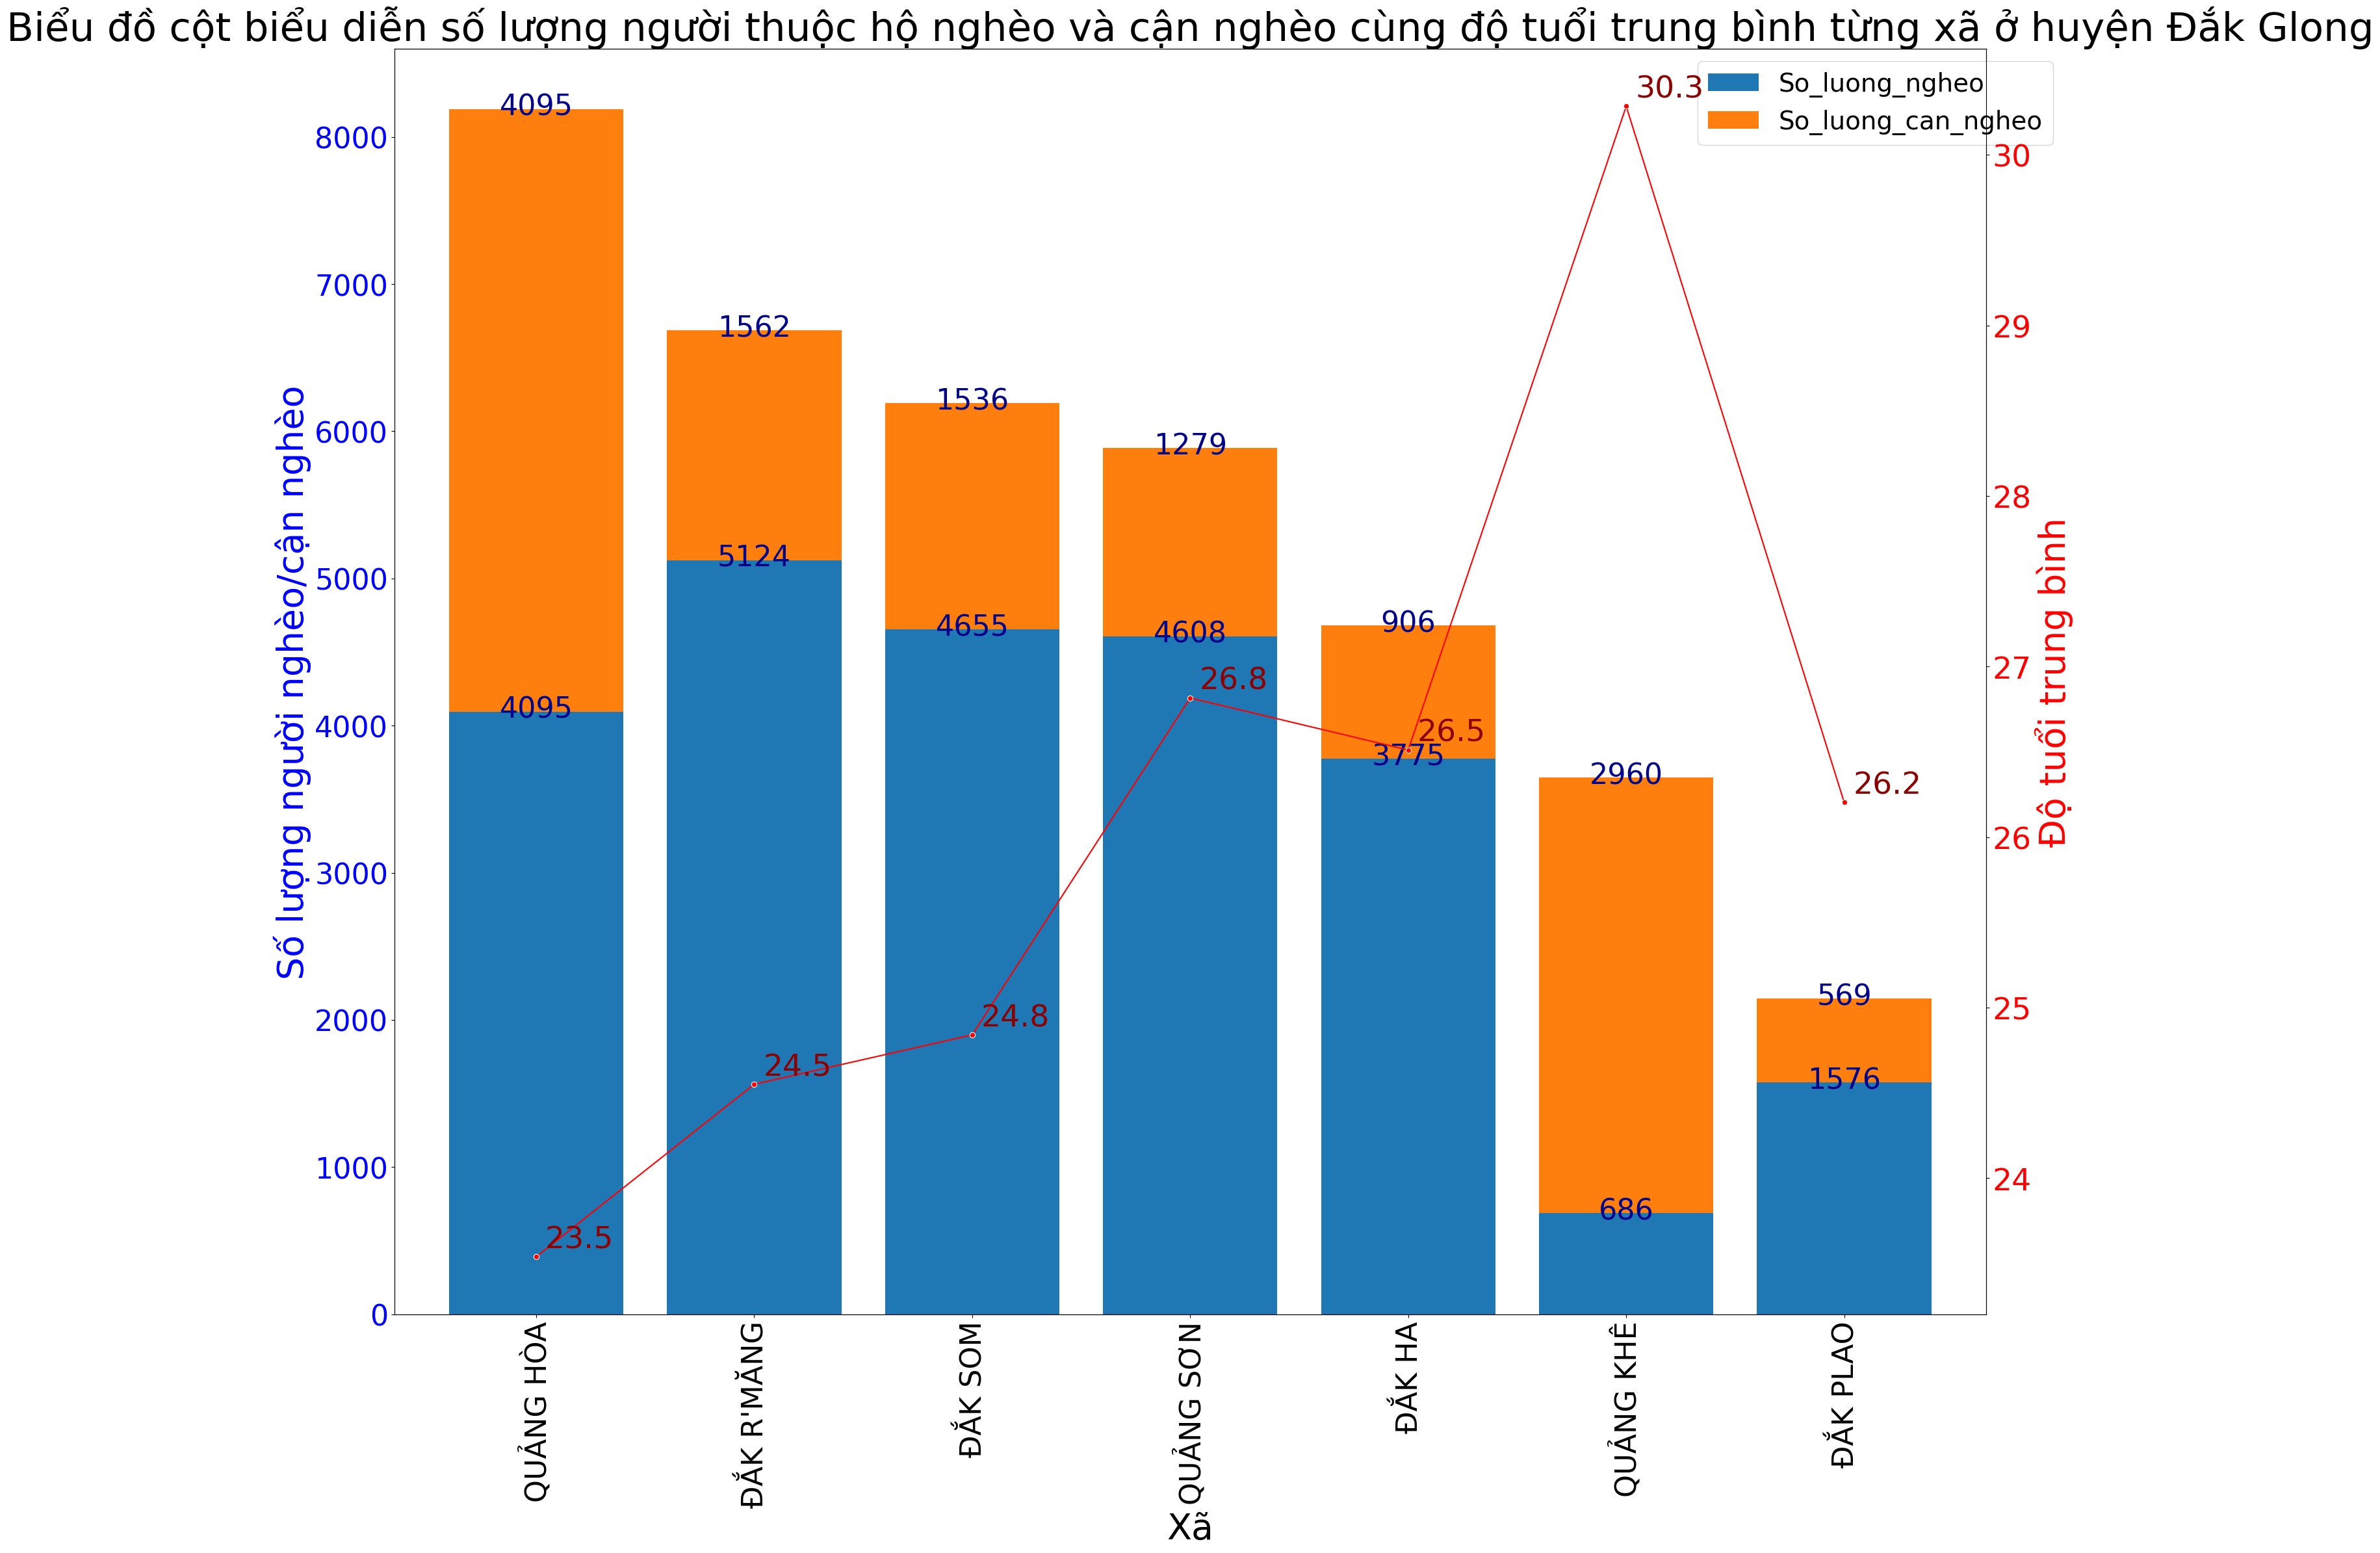 Biểu đồ cột biểu diễn số lượng người thuộc hộ nghèo và cận nghèo cùng độ tuổi trung bình từng xã ở huyện Đắk Glong
So_luong_ngheo
So_luong_can_ngheo
Số lượng người nghèo/cận nghèo
8000
7000
6000
5000
4000
3000
2000
1000
0
4095
4095
1562
5124
1536
4655
1279
4608
906
3775
2960
686
569
1576
23.5
24.5
24.8
26.8
26.5
30.3
26.2
30
29
28
27
26
25
24
Độ tuổi trung bình
QUẢNG HÒA
ĐẮK R'MĂNG
ĐẮK SOM
QUẢNG SƠN
ĐẮK HA
QUẢNG KHÊ
ĐẮK PLAO
Xã